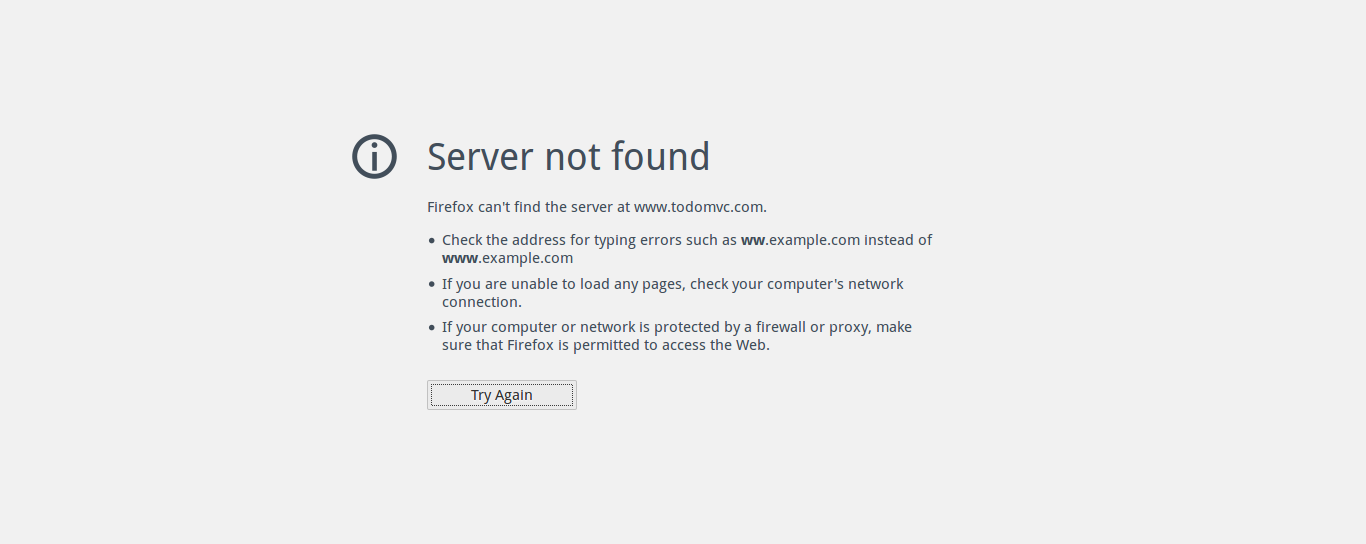 Server not found
Firefox can't find the server at www.todomvc.com.
Check the address for typing errors such as ww.example.com instead of
www.example.com
If you are unable to load any pages, check your computer's network
connection.
If your computer or network is protected by a firewall or proxy, make
sure that Firefox is permitted to access the Web.
Try Again